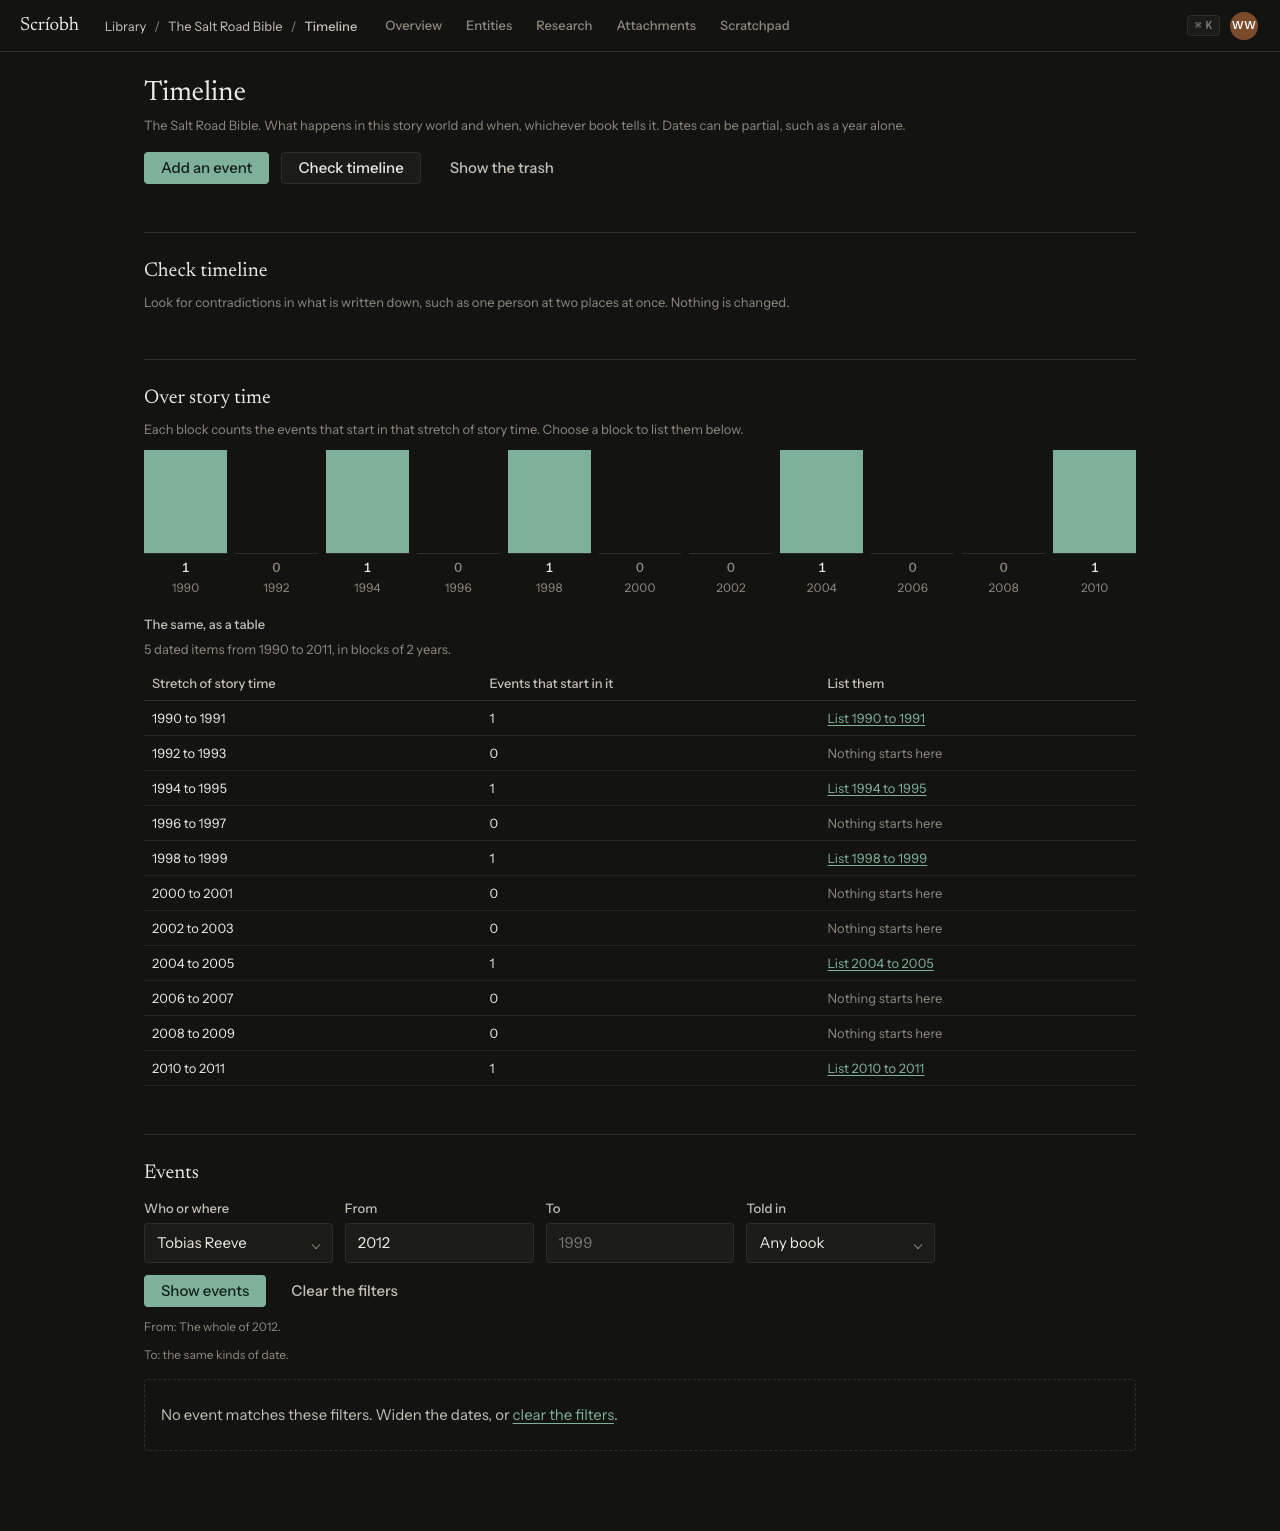 Scríobh Library / The Salt Road Bible / Timeline Overview Entities Research Attachments Scratchpad ⌘ K WW
Timeline
The Salt Road Bible. What happens in this story world and when, whichever book tells it. Dates can be partial, such as a year alone.
Add an event Check timeline Show the trash
Check timeline
Look for contradictions in what is written down, such as one person at two places at once. Nothing is changed.
Over story time
Each block counts the events that start in that stretch of story time. Choose a block to list them below.
1 0 1 0 1 0 0 1 0 0 1
1990 1992 1994 1996 1998 2000 2002 2004 2006 2008 2010
The same, as a table
5 dated items from 1990 to 2011, in blocks of 2 years.
Stretch of story time Events that start in it List them
1990 to 1991 1 List 1990 to 1991
1992 to 1993 0 Nothing starts here
1994 to 1995 1 List 1994 to 1995
1996 to 1997 0 Nothing starts here
1998 to 1999 1 List 1998 to 1999
2000 to 2001 0 Nothing starts here
2002 to 2003 0 Nothing starts here
2004 to 2005 1 List 2004 to 2005
2006 to 2007 0 Nothing starts here
2008 to 2009 0 Nothing starts here
2010 to 2011 1 List 2010 to 2011
Events
Who or where From To Told in
Tobias Reeve 2012 1999 Any book
Show events Clear the filters
From: The whole of 2012.
To: the same kinds of date.
No event matches these filters. Widen the dates, or clear the filters.